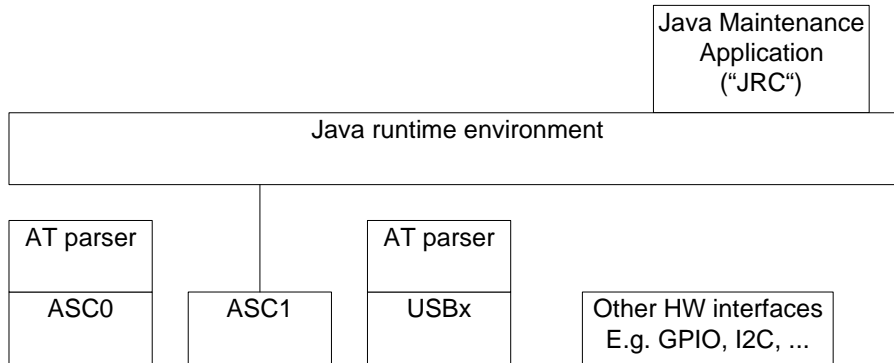 Java Maintenance
Application
(“JRC“)
Java runtime environment
AT parser
AT parser
ASC0
ASC1
USBx
Other HW interfaces
E.g. GPIO, I2C, ...